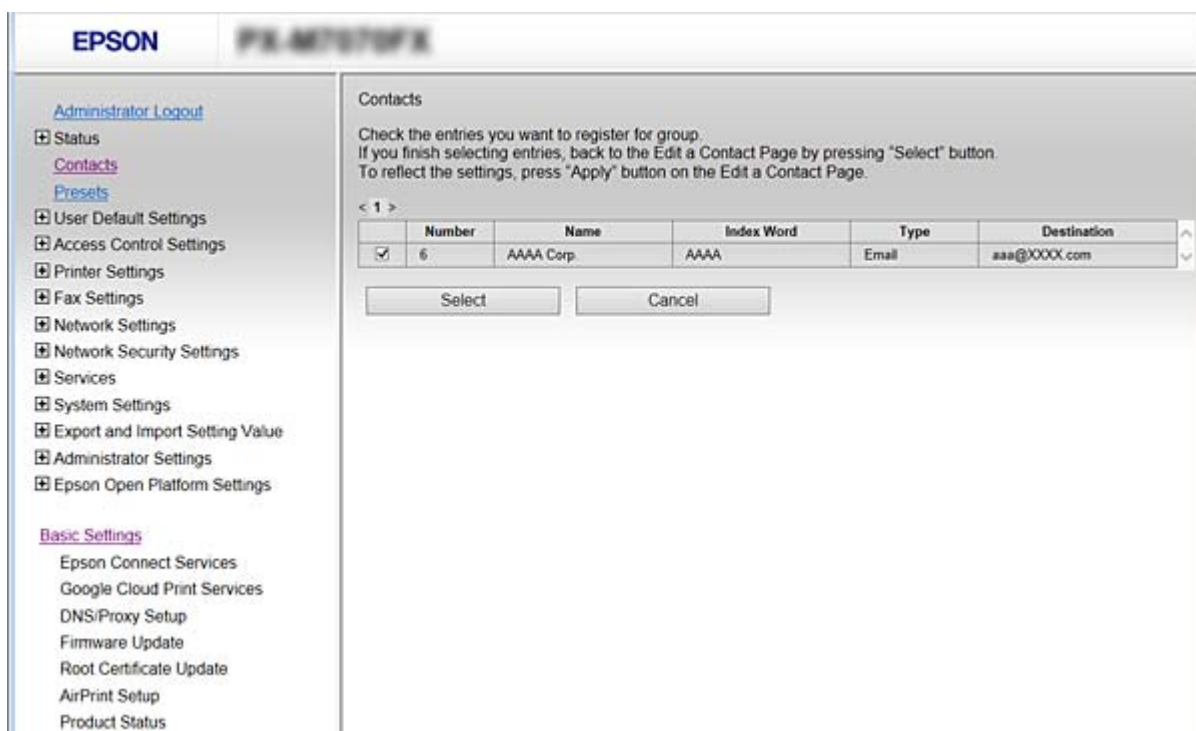 EPSON
Administrator Logout
Status
Contacts
Presets
User Default Settings
Access Control Settings
Printer Settings
Fax Settings
Network Settings
Network Security Settings
Services
System Settings
Export and Import Setting Value
Administrator Settings
Epson Open Platform Settings
Basic Settings
Epson Connect Services
Google Cloud Print Services
DNS/Proxy Setup
Firmware Update
Root Certificate Update
AirPrint Setup
Product Status
Contacts
Check the entries you want to register for group.
If you finish selecting entries, back to the Edit a Contact Page by pressing "Select" button.
To reflect the settings, press "Apply" button on the Edit a Contact Page.
< 1 >
Number Name Index Word Type Destination
6 AAAA Corp. AAAA Email aaa@XXXX.com
Select Cancel